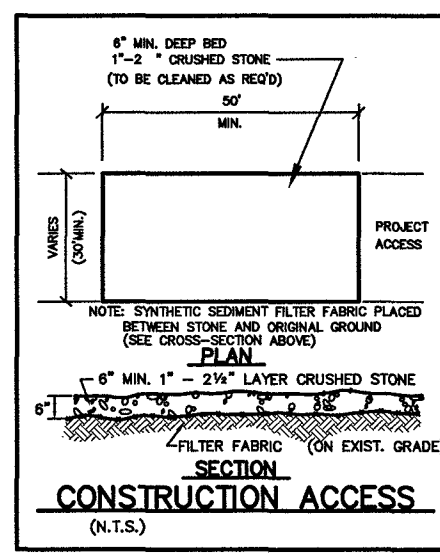 6" MIN. DEEP BED
1"-2 " CRUSHED STONE
(TO BE CLEANED AS REQ'D)
50'
MIN.
VARIES
(30'MIN.)
PROJECT
ACCESS
NOTE: SYNTHETIC SEDIMENT FILTER FABRIC PLACED
BETWEEN STONE AND ORIGINAL GROUND
(SEE CROSS-SECTION ABOVE)
PLAN
6" MIN. 1" - 2½" LAYER CRUSHED STONE
6"
FILTER FABRIC (ON EXIST. GRADE
SECTION
CONSTRUCTION ACCESS
(N.T.S.)